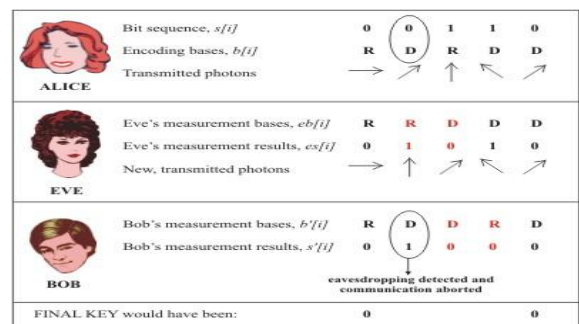 Bit sequence, s[i] 0 0 1 1 0
Encoding bases, b[i] R D R D D
Transmitted photons
ALICE
Eve's measurement bases, eb[i] R R D D D
Eve's measurement results, es[i] 0 1 0 1 0
New, transmitted photons
EVE
Bob's measurement bases, b'[i] R D D R D
Bob's measurement results, s'[i] 0 1 0 0 0
BOB
eavesdropping detected and
communication aborted
FINAL KEY would have been: 0 0